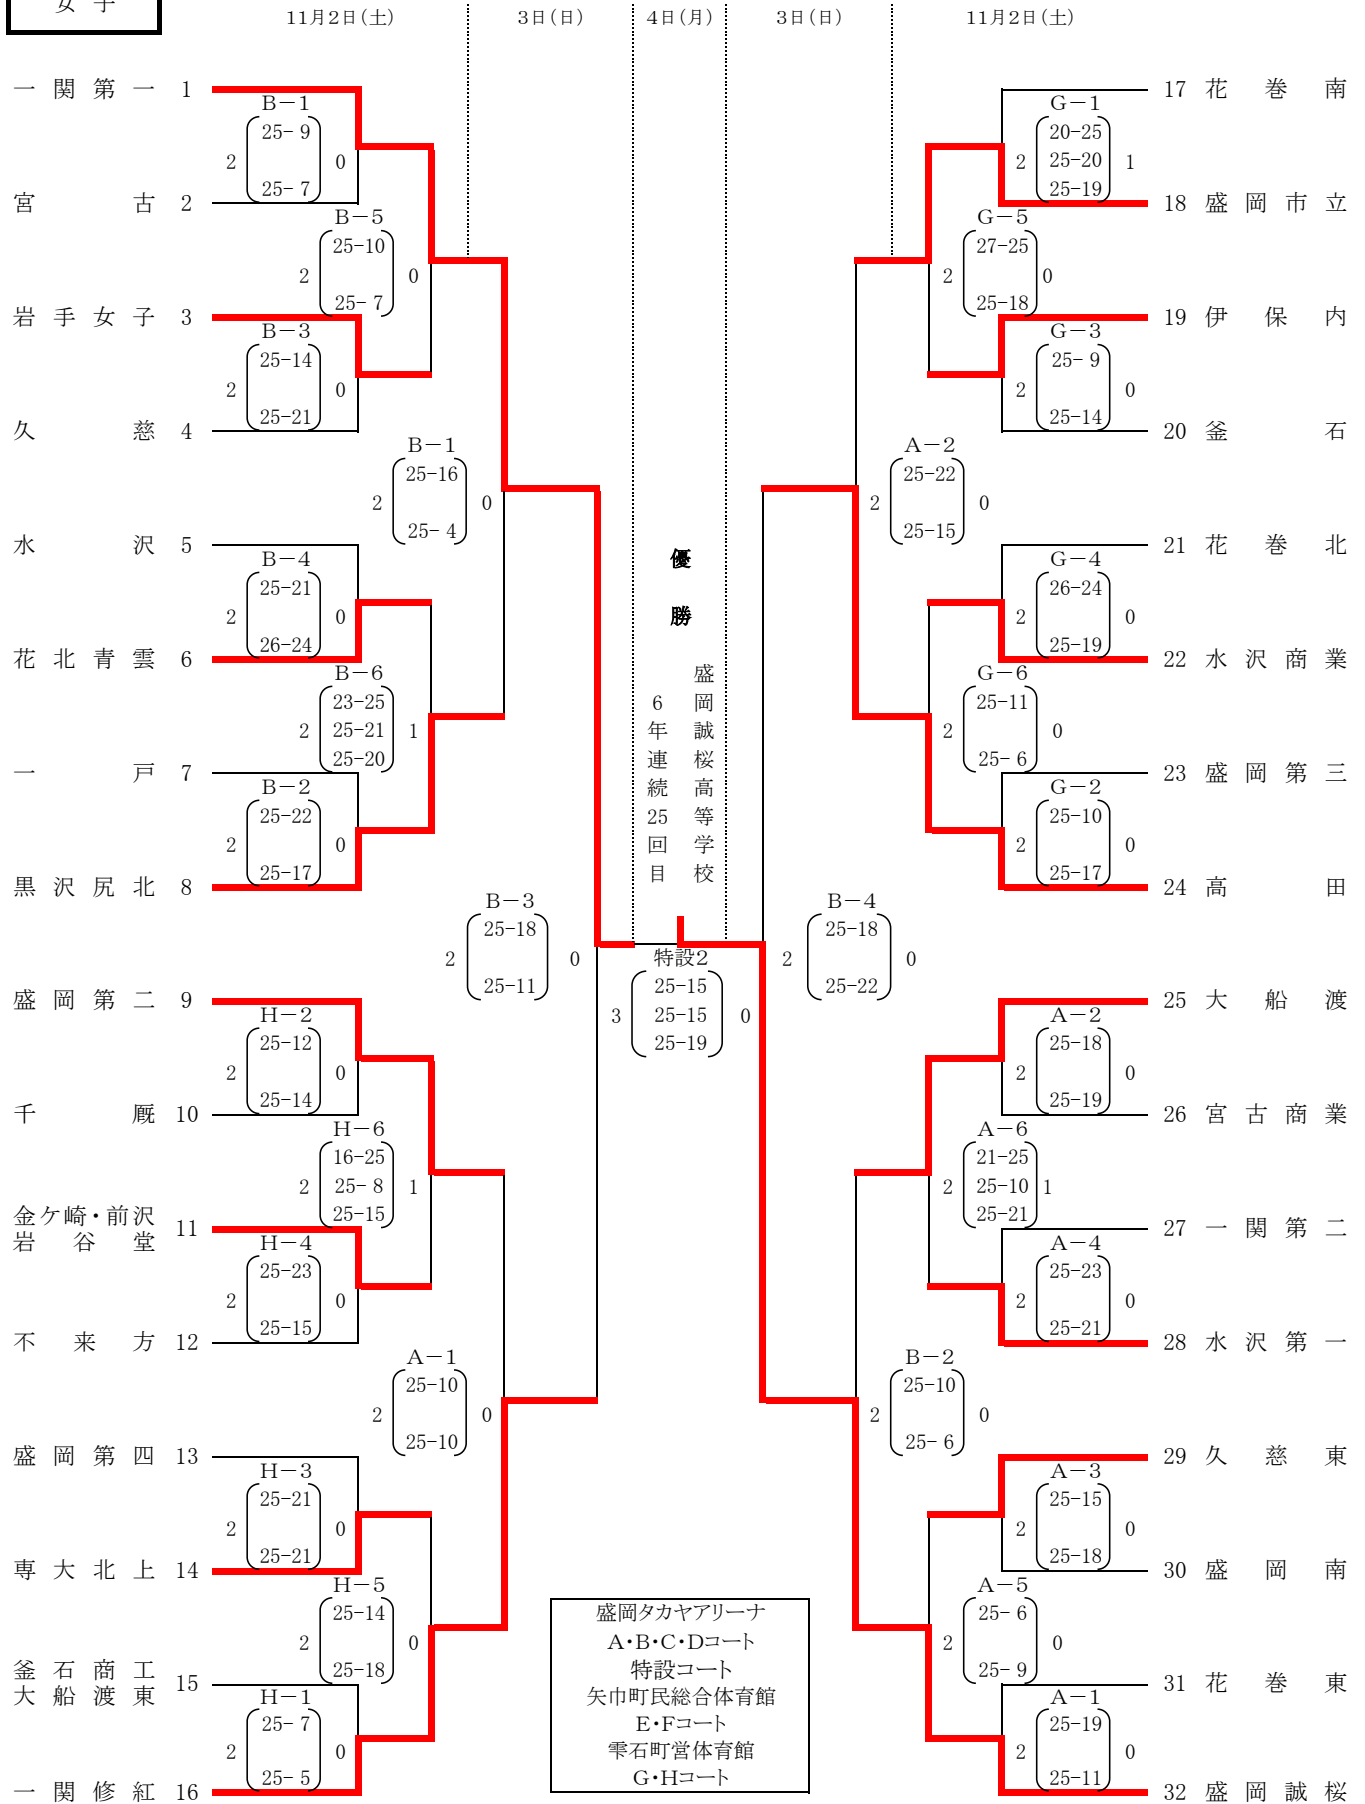 女子
11月2日(土) 3日(日) 4日(月) 3日(日) 11月2日(土)
一関第一 1
B－1
25- 9
2 0
25- 7
宮古 2
B－5
25-10
2 0
25- 7
岩手女子 3
B－3
25-14
2 0
25-21
久慈 4
B－1
25-16
2 0
25- 4
水沢 5
B－4
25-21
2 0
26-24
花北青雲 6
B－6
23-25
2 25-21 1
25-20
一戸 7
B－2
25-22
2 0
25-17
黒沢尻北 8
B－3
25-18
2 0
25-11
盛岡第二 9
H－2
25-12
2 0
25-14
千厩 10
H－6
16-25
2 25- 8 1
25-15
金ケ崎・前沢
岩谷堂
11
H－4
25-23
2 0
25-15
不来方 12
A－1
25-10
2 0
25-10
盛岡第四 13
H－3
25-21
2 0
25-21
専大北上 14
H－5
25-14
2 0
25-18
釜石商工
大船渡東
15
H－1
25- 7
2 0
25- 5
一関修紅 16
優勝
盛岡誠桜高等学校
6年連続25回目
特設2
25-15
3 25-15 0
25-19
17 花巻南
G－1
20-25
2 25-20 1
25-19
18 盛岡市立
G－5
27-25
2 0
25-18
19 伊保内
G－3
25- 9
2 0
25-14
20 釜石
A－2
25-22
2 0
25-15
21 花巻北
G－4
26-24
2 0
25-19
22 水沢商業
G－6
25-11
2 0
25- 6
23 盛岡第三
G－2
25-10
2 0
25-17
24 高田
B－4
25-18
2 0
25-22
25 大船渡
A－2
25-18
2 0
25-19
26 宮古商業
A－6
21-25
2 25-10 1
25-21
27 一関第二
A－4
25-23
2 0
25-21
28 水沢第一
B－2
25-10
2 0
25- 6
29 久慈東
A－3
25-15
2 0
25-18
30 盛岡南
A－5
25- 6
2 0
25- 9
31 花巻東
A－1
25-19
2 0
25-11
32 盛岡誠桜
盛岡タカヤアリーナ
A・B・C・Dコート
特設コート
矢巾町民総合体育館
E・Fコート
雫石町営体育館
G・Hコート